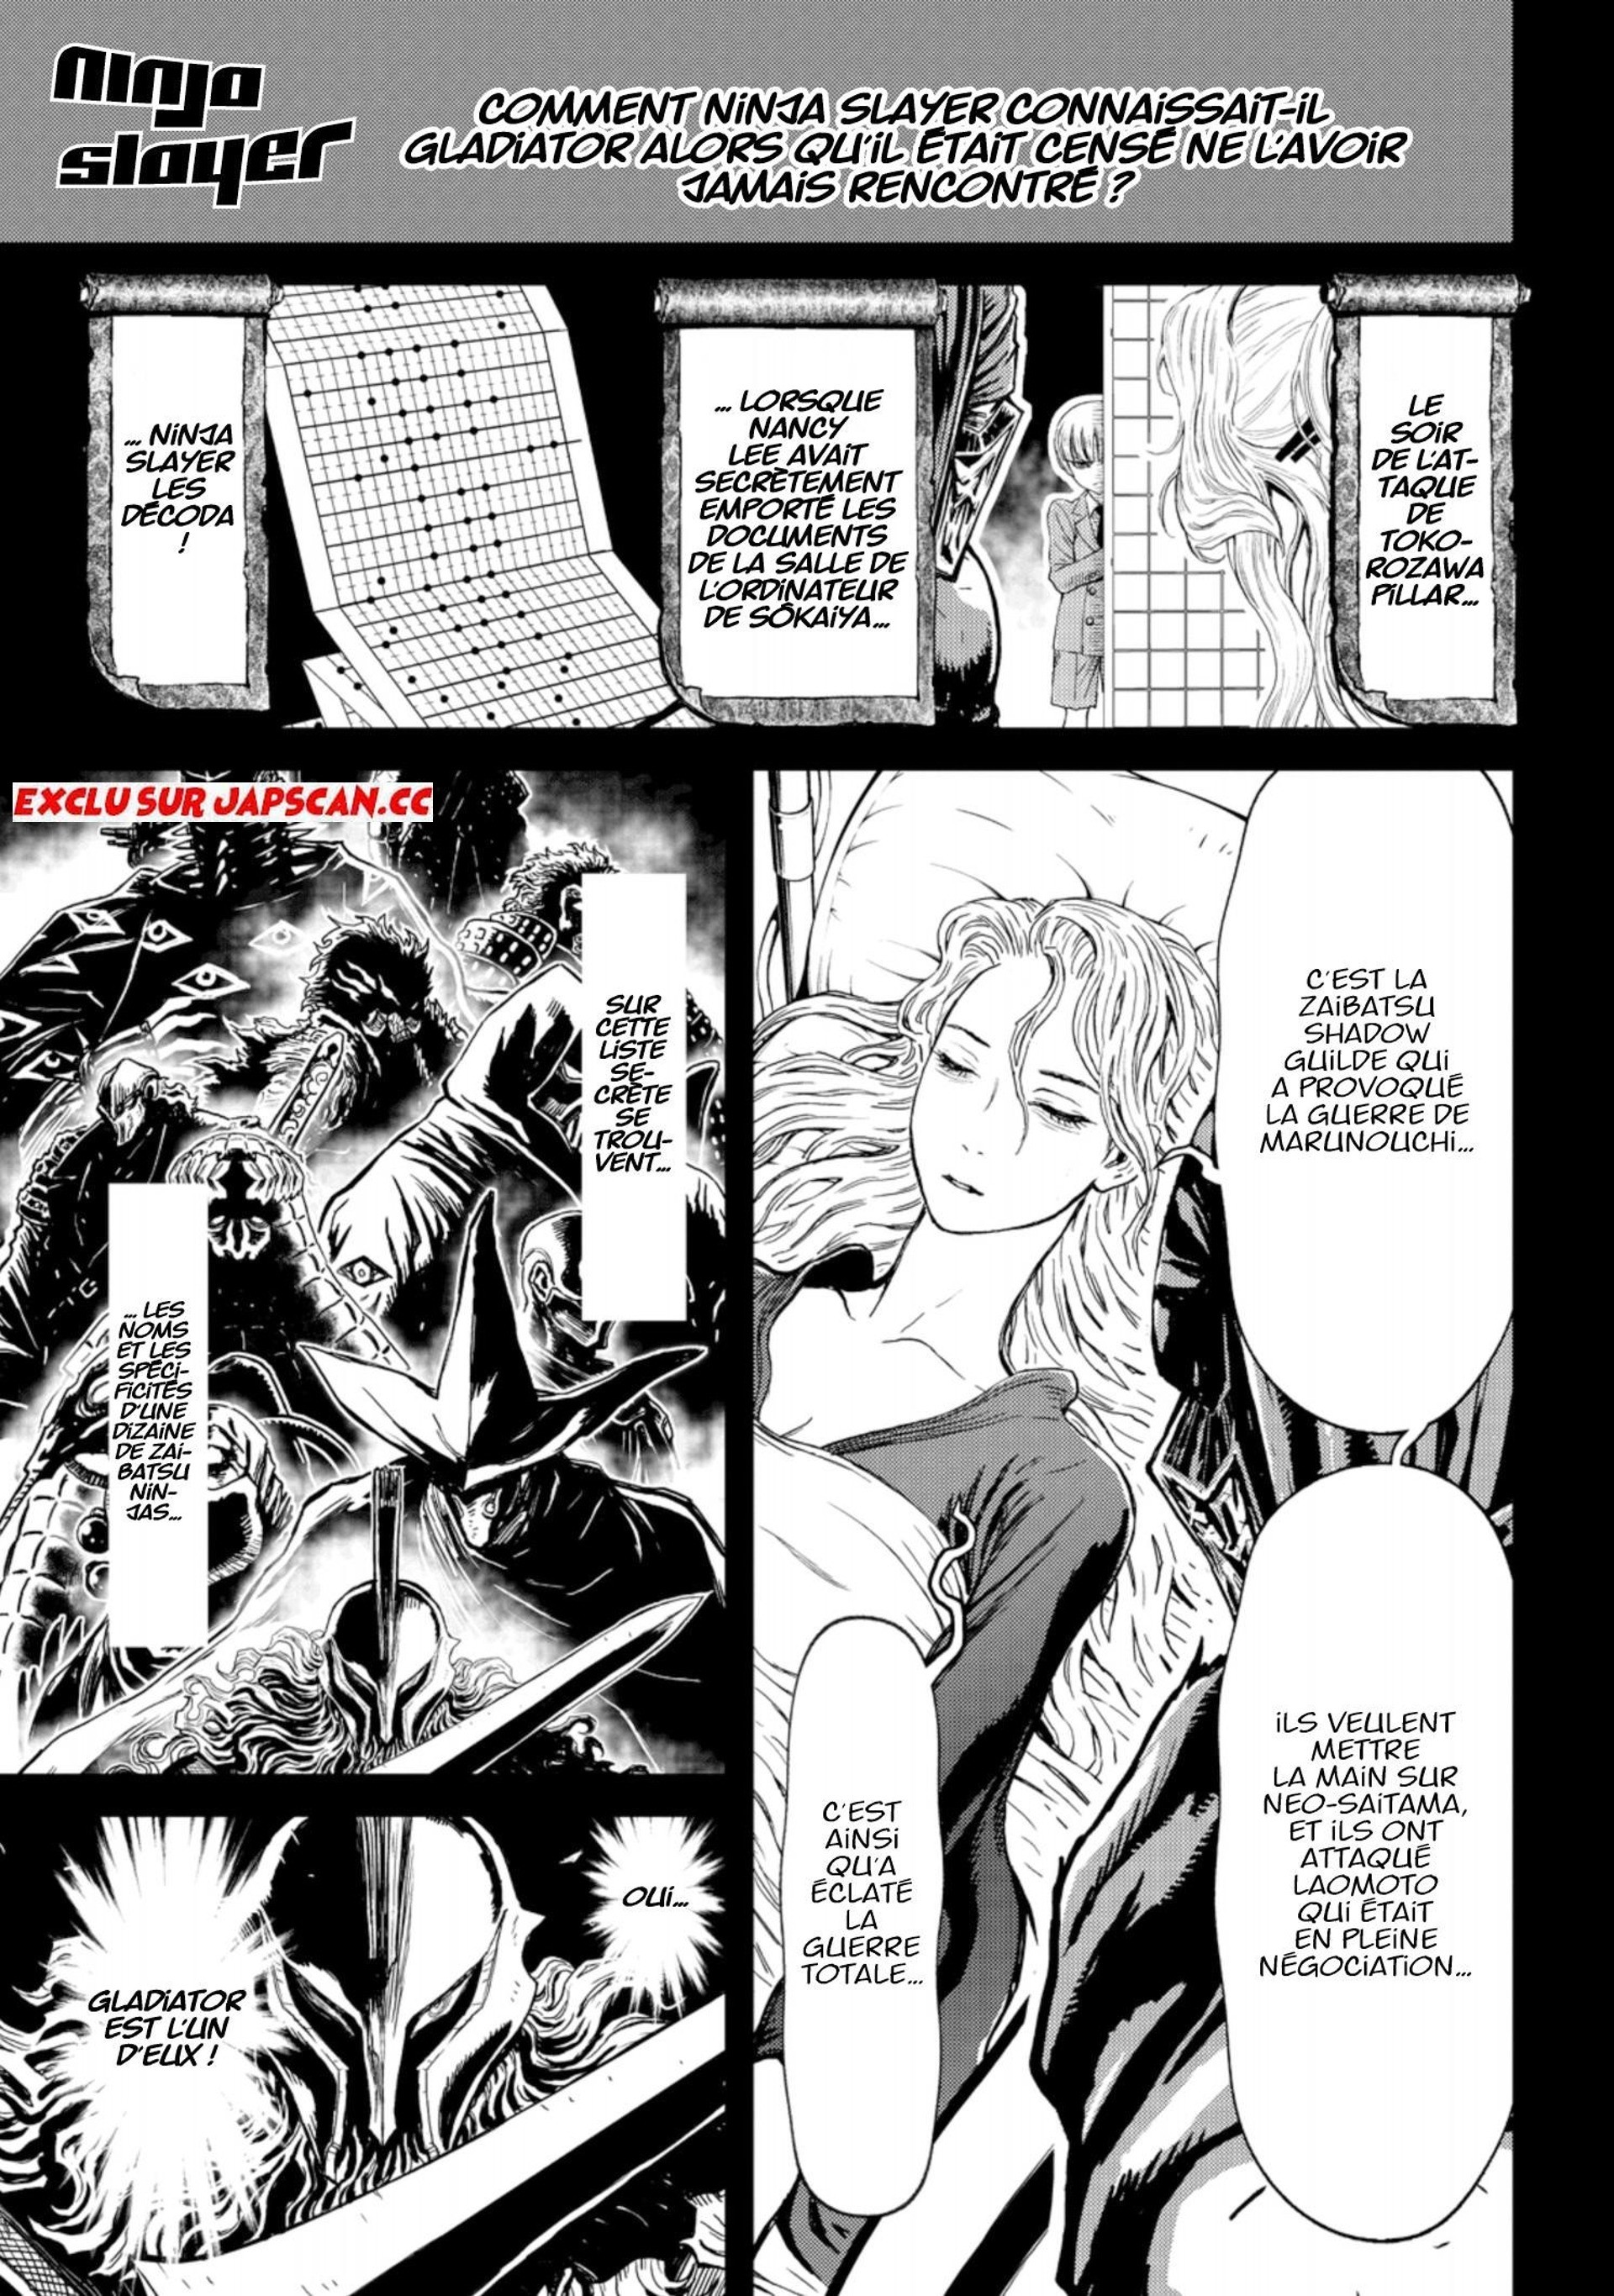 Ninja
slayer
COMMENT NiNJA SLAYER CONNAiSSAiT-iL
GLADiATOR ALORS QU'iL ÉTAiT CENSÉ NE L'AVOiR
JAMAiS RENCONTRÉ ?
LE
SOiR
DE L'AT-
TAQUE
DE
TOKO-
ROZAWA
PiLLAR...
... LORSQUE
NANCY
LEE AVAiT
SECRÈTEMENT
EMPORTÉ LES
DOCUMENTS
DE LA SALLE DE
L'ORDiNATEUR
DE SÔKAiYA...
... NiNJA
SLAYER
LES
DÉCODA
!
C'EST LA
ZAiBATSU
SHADOW
GUiLDE QUi
A PROVOQUÉ
LA GUERRE DE
MARUNOUCHi...
iLS VEULENT
METTRE
LA MAiN SUR
NEO-SAiTAMA,
ET iLS ONT
ATTAQUÉ
LAOMOTO
QUi ÉTAiT
EN PLEiNE
NÉGOCiATiON...
C'EST
AiNSi
QU'A
ÉCLATÉ
LA
GUERRE
TOTALE...
EXCLU SUR JAPSCAN.CC
SUR
CETTE
LiSTE
SE-
CRÈTE
SE
TROU-
VENT...
... LES
NOMS
ET LES
SPÉCi-
FiCiTÉS
D'UNE
DiZAiNE
DE ZAi-
BATSU
NiN-
JAS...
OUi...
GLADiATOR
EST L'UN
D'EUX !